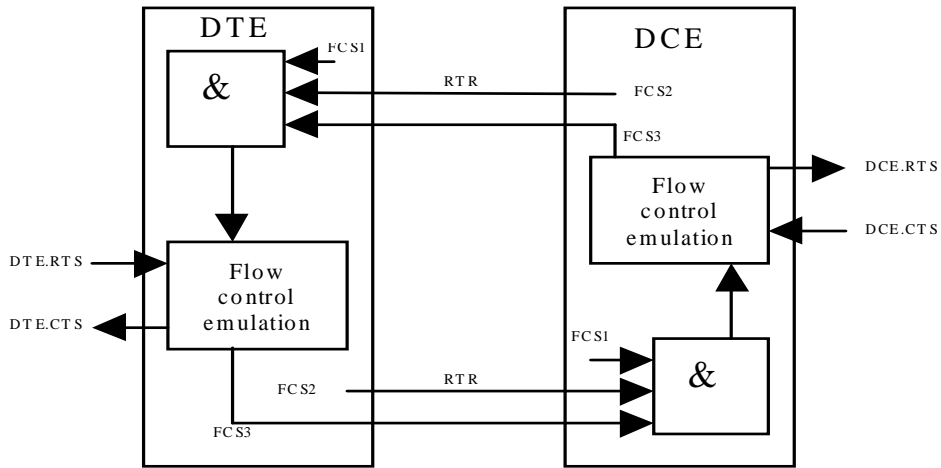 DTE
DCE
FCS1
&
RTR
FCS2
FCS3
DCE.RTS
Flow
control
emulation
DCE.CTS
DTE.RTS
Flow
control
emulation
DTE.CTS
FCS1
&
RTR
FCS2
FCS3